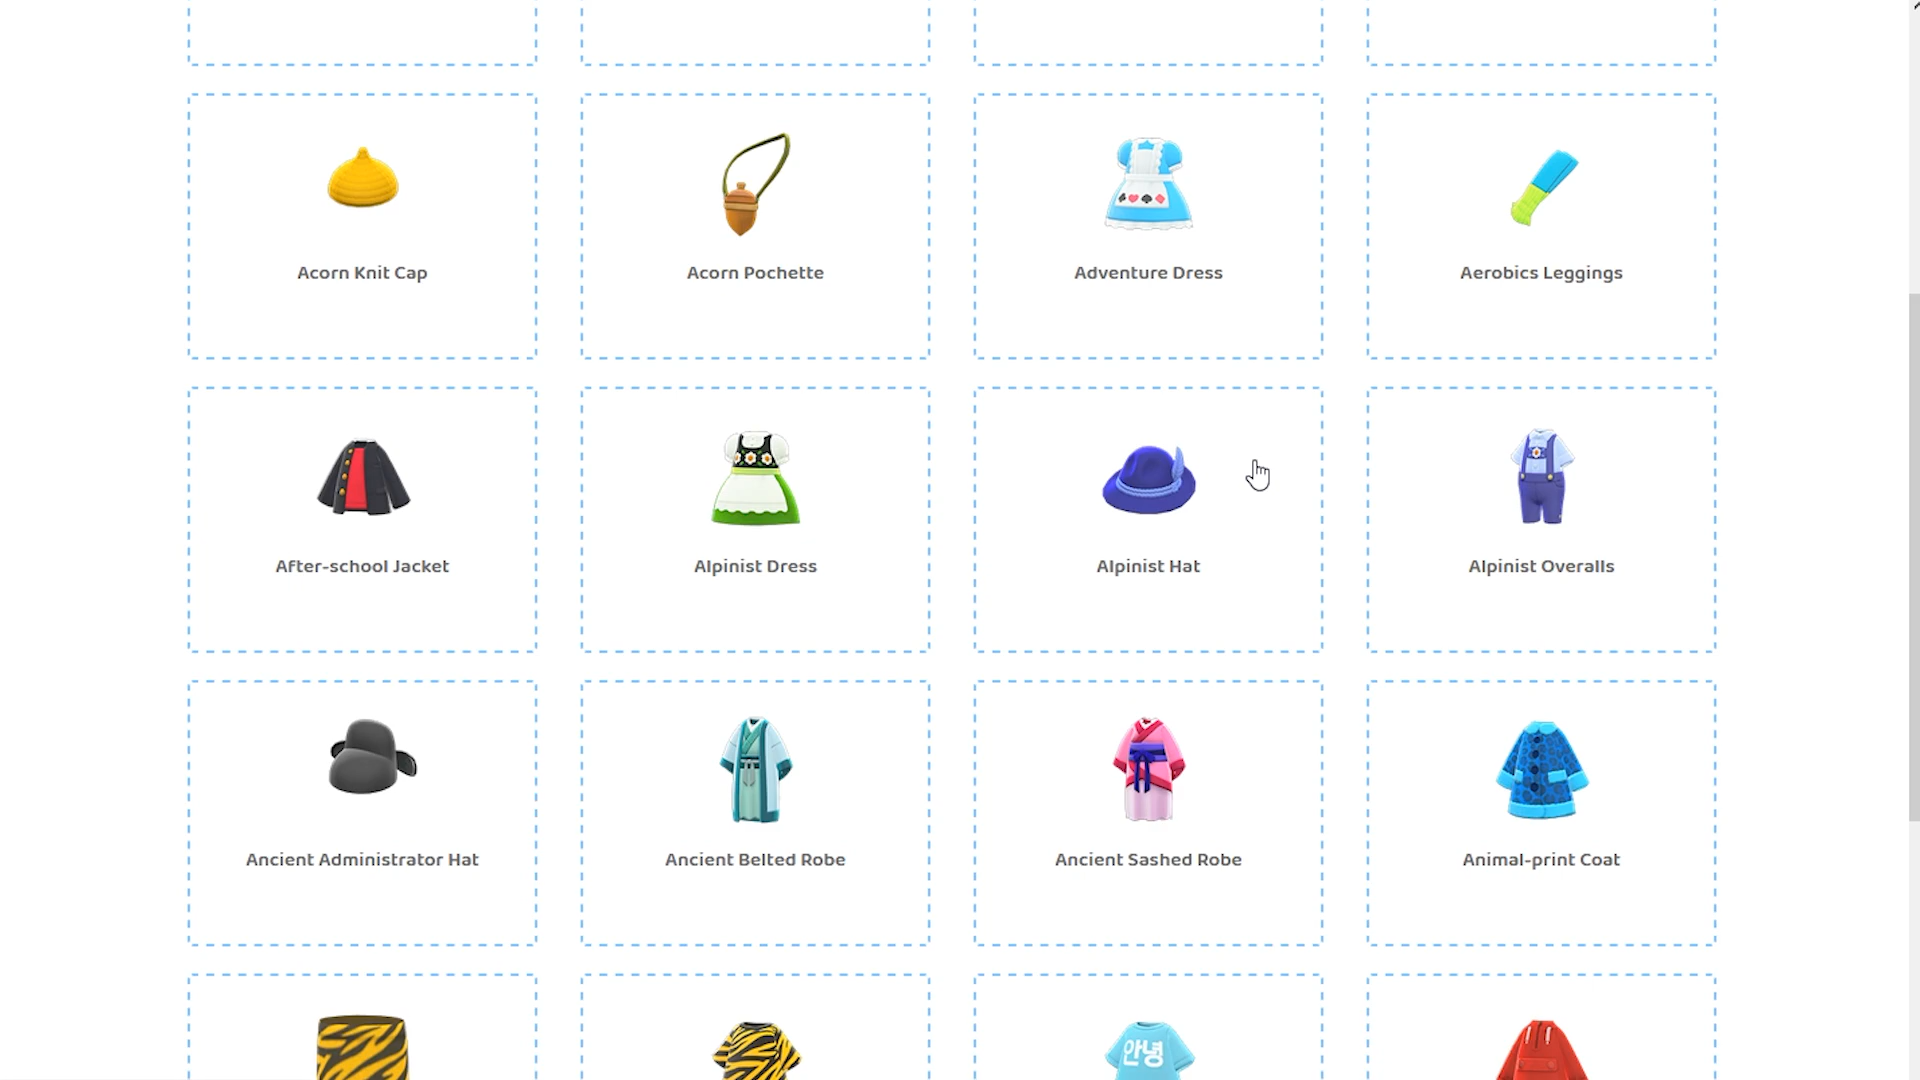 Acorn Knit Cap
Acorn Pochette
Adventure Dress
Aerobics Leggings
After-school Jacket
Alpinist Dress
Alpinist Hat
Alpinist Overalls
Ancient Administrator Hat
Ancient Belted Robe
Ancient Sashed Robe
Animal-print Coat
안녕